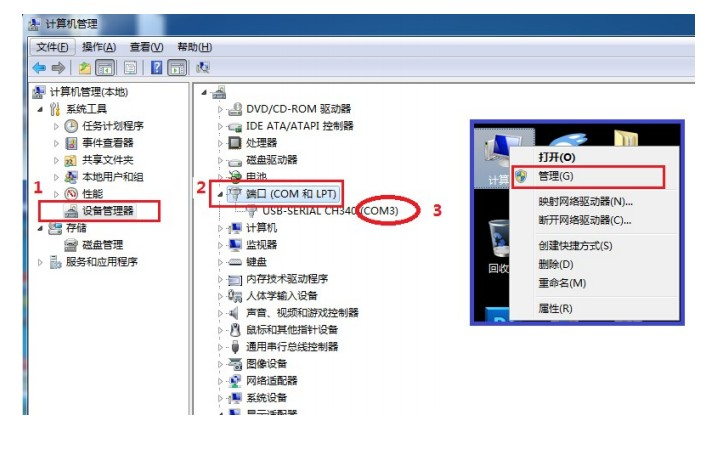 计算机管理
文件(F) 操作(A) 查看(V) 帮助(H)
计算机管理(本地)
系统工具
任务计划程序
事件查看器
共享文件夹
本地用户和组
性能
1
设备管理器
存储
磁盘管理
服务和应用程序
DVD/CD-ROM 驱动器
IDE ATA/ATAPI 控制器
处理器
磁盘驱动器
电池
2
端口 (COM 和 LPT)
USB-SERIAL CH340 (COM3)
3
计算机
监视器
键盘
内存技术驱动程序
人体学输入设备
声音、视频和游戏控制器
鼠标和其他指针设备
通用串行总线控制器
图像设备
网络适配器
系统设备
显示适配器
计算
回收
打开(O)
管理(G)
映射网络驱动器(N)...
断开网络驱动器(C)...
创建快捷方式(S)
删除(D)
重命名(M)
属性(R)